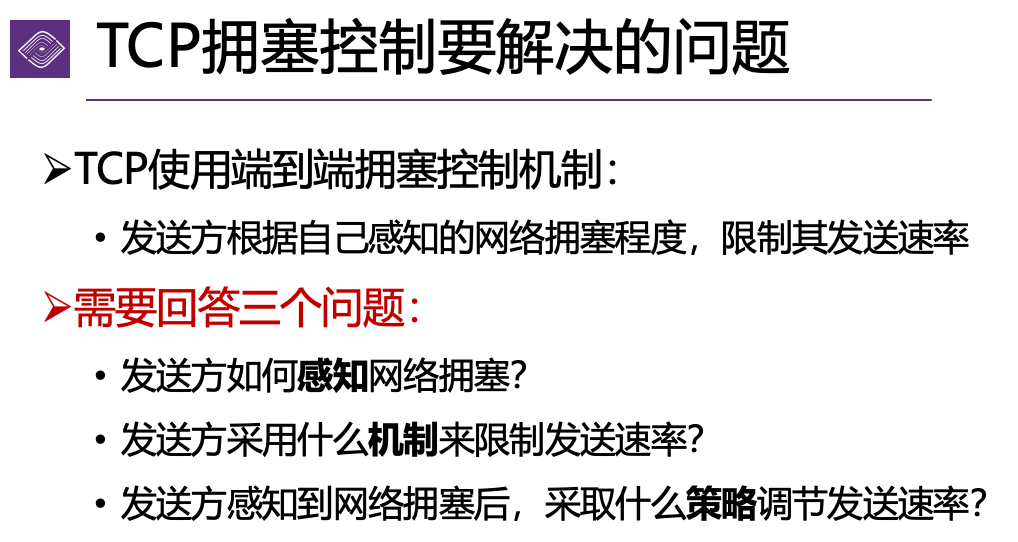 TCP拥塞控制要解决的问题
➢TCP使用端到端拥塞控制机制：
• 发送方根据自己感知的网络拥塞程度，限制其发送速率
➢需要回答三个问题：
• 发送方如何感知网络拥塞？
• 发送方采用什么机制来限制发送速率？
• 发送方感知到网络拥塞后，采取什么策略调节发送速率？